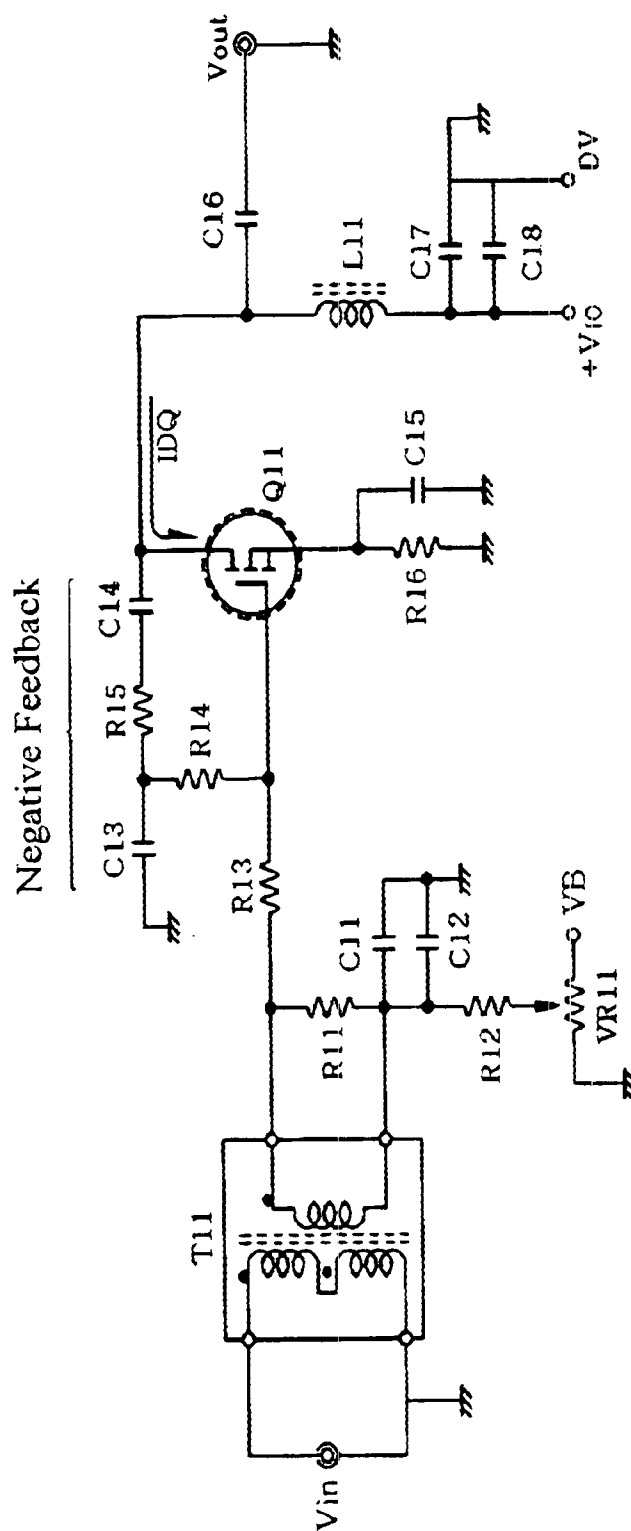 Negative Feedback
C13
R15
C14
R14
IDQ
Q11
C16
Vout
T11
R13
Vin
R11
C11
C12
R12
VR11
VB
R16
C15
L11
C17
C18
+V10
DV